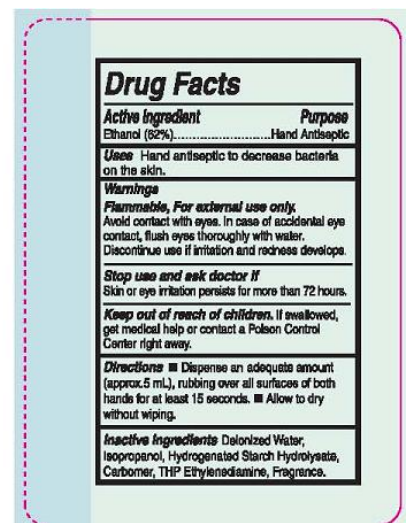 Drug Facts
Active ingredient Purpose
Ethanol (62%)........................Hand Antiseptic
Uses Hand antiseptic to decrease bacteria
on the skin.
Warnings
Flammable, For external use only.
Avoid contact with eyes. In case of accidental eye
contact, flush eyes thoroughly with water.
Discontinue use if irritation and redness develops.
Stop use and ask doctor if
Skin or eye irritation persists for more than 72 hours.
Keep out of reach of children. If swallowed,
get medical help or contact a Poison Control
Center right away.
Directions ■ Dispense an adequate amount
(approx.5 mL), rubbing over all surfaces of both
hands for at least 15 seconds. ■ Allow to dry
without wiping.
Inactive ingredients Deionized Water,
Isopropanol, Hydrogenated Starch Hydrolysate,
Carbomer, THP Ethylenediamine, Fragrance.